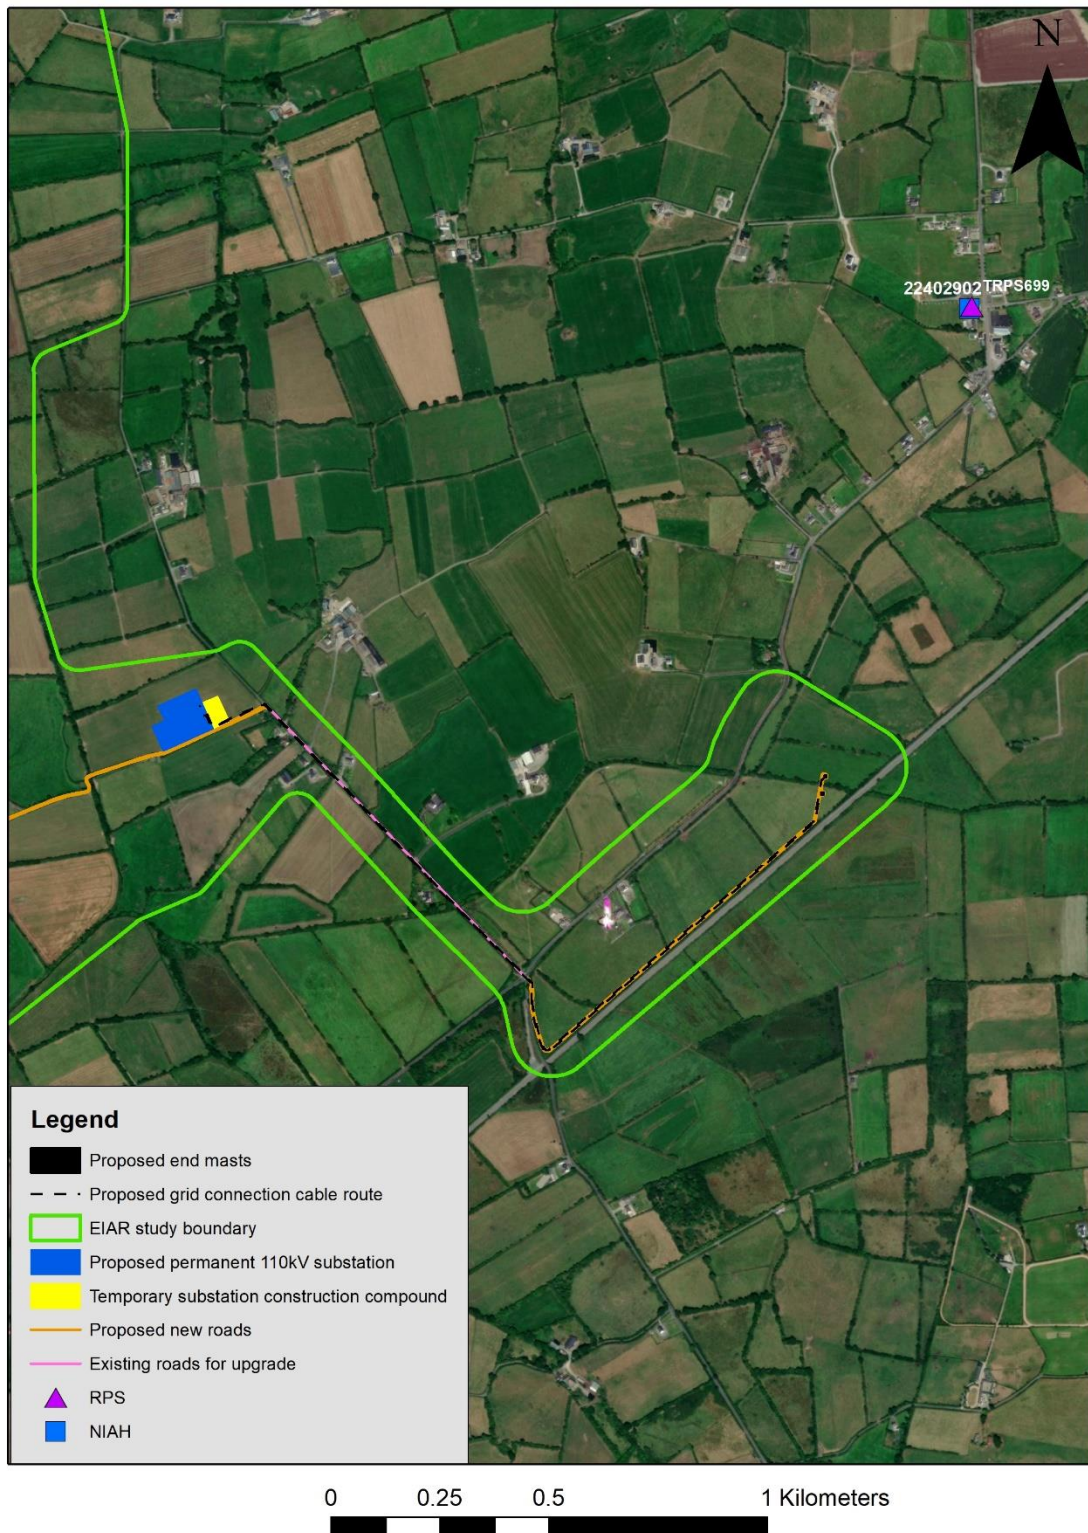 N
22402902 TRPS699
Legend
Proposed end masts
Proposed grid connection cable route
EIAR study boundary
Proposed permanent 110kV substation
Temporary substation construction compound
Proposed new roads
Existing roads for upgrade
RPS
NIAH
0 0.25 0.5 1 Kilometers